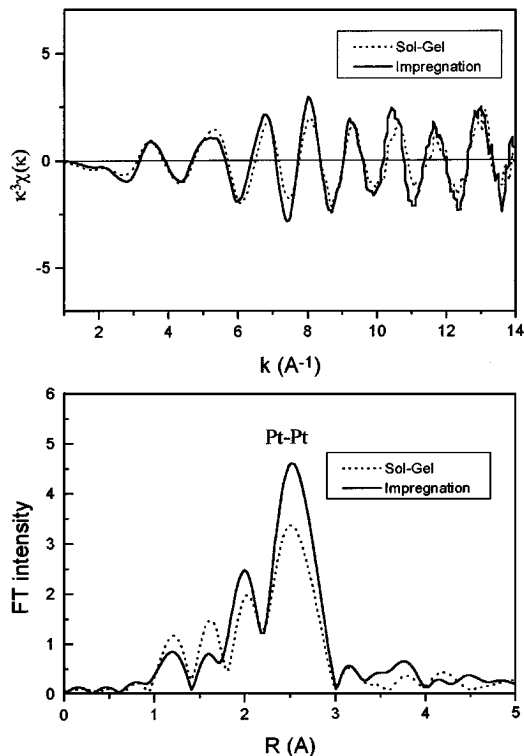 5
0
-5
κ³χ(κ)
Sol-Gel
Impregnation
2 4 6 8 10 12 14
k (A⁻¹)
6
5
4
3
2
1
0
FT intensity
Pt-Pt
Sol-Gel
Impregnation
0 1 2 3 4 5
R (A)